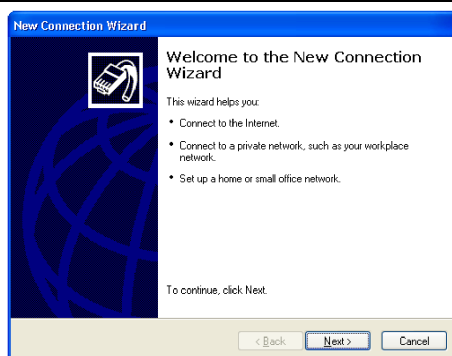 New Connection Wizard
Welcome to the New Connection
Wizard
This wizard helps you:
• Connect to the Internet.
• Connect to a private network, such as your workplace
network.
• Set up a home or small office network.
To continue, click Next.
< Back Next > Cancel